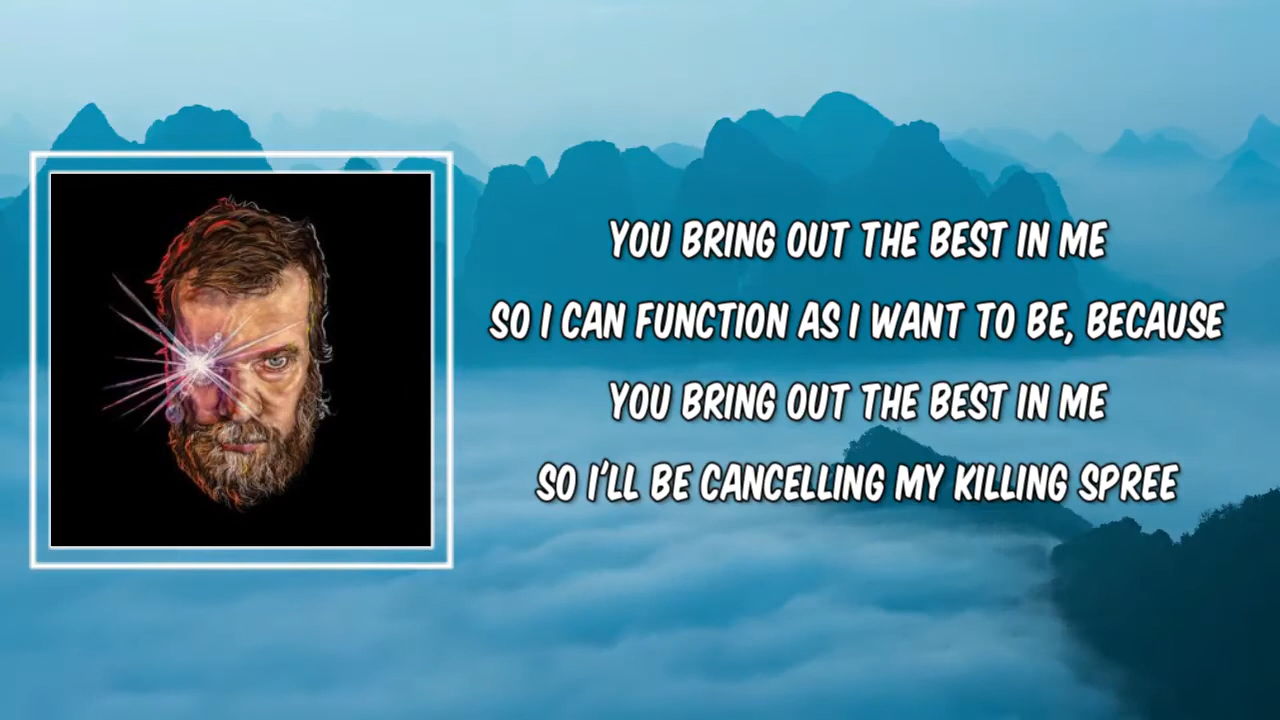 YOU BRING OUT THE BEST IN ME
SO I CAN FUNCTION AS I WANT TO BE, BECAUSE
YOU BRING OUT THE BEST IN ME
SO I'LL BE CANCELLING MY KILLING SPREE